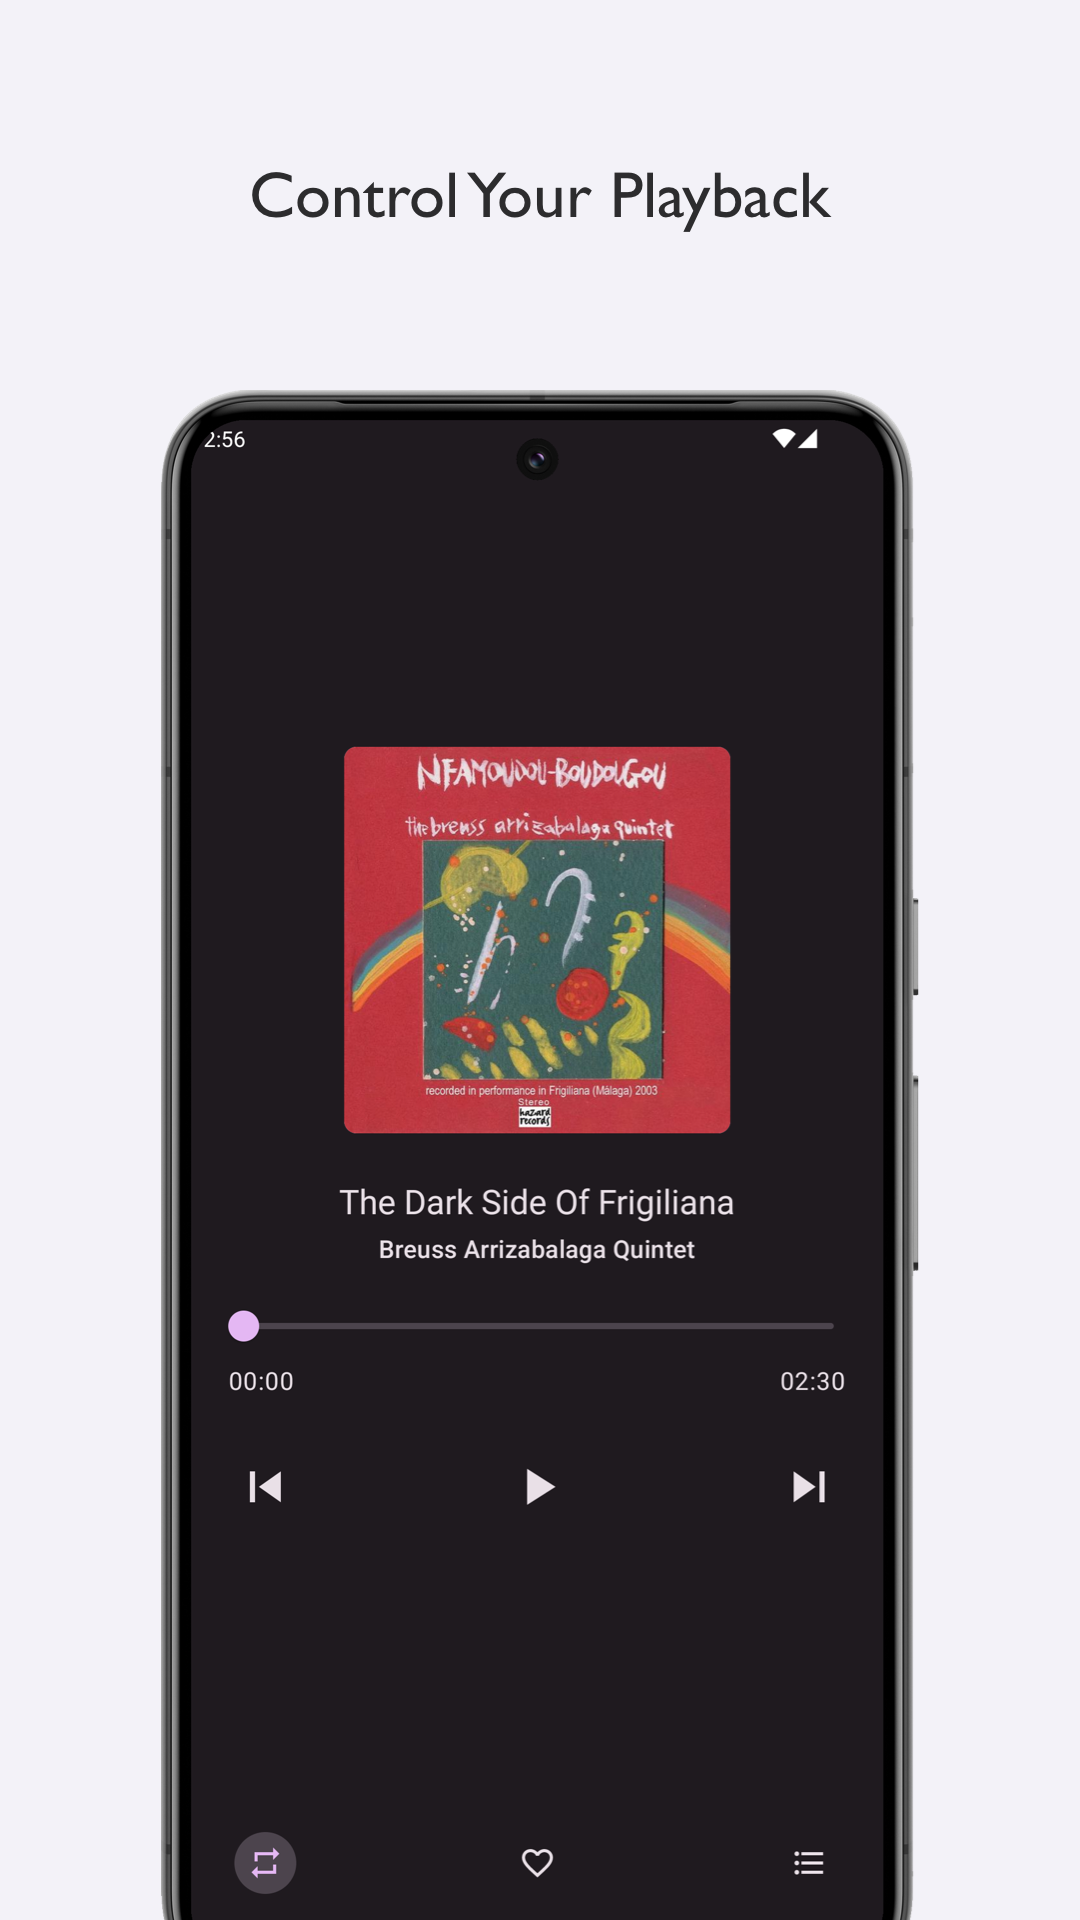 Control Your Playback
2:56
NFAMOUDOU-BOUDOUGOU
the breuss arrizabalaga quintet
recorded in performance in Frigiliana (Málaga) 2003
Stereo
hazard
records
The Dark Side Of Frigiliana
Breuss Arrizabalaga Quintet
00:00
02:30